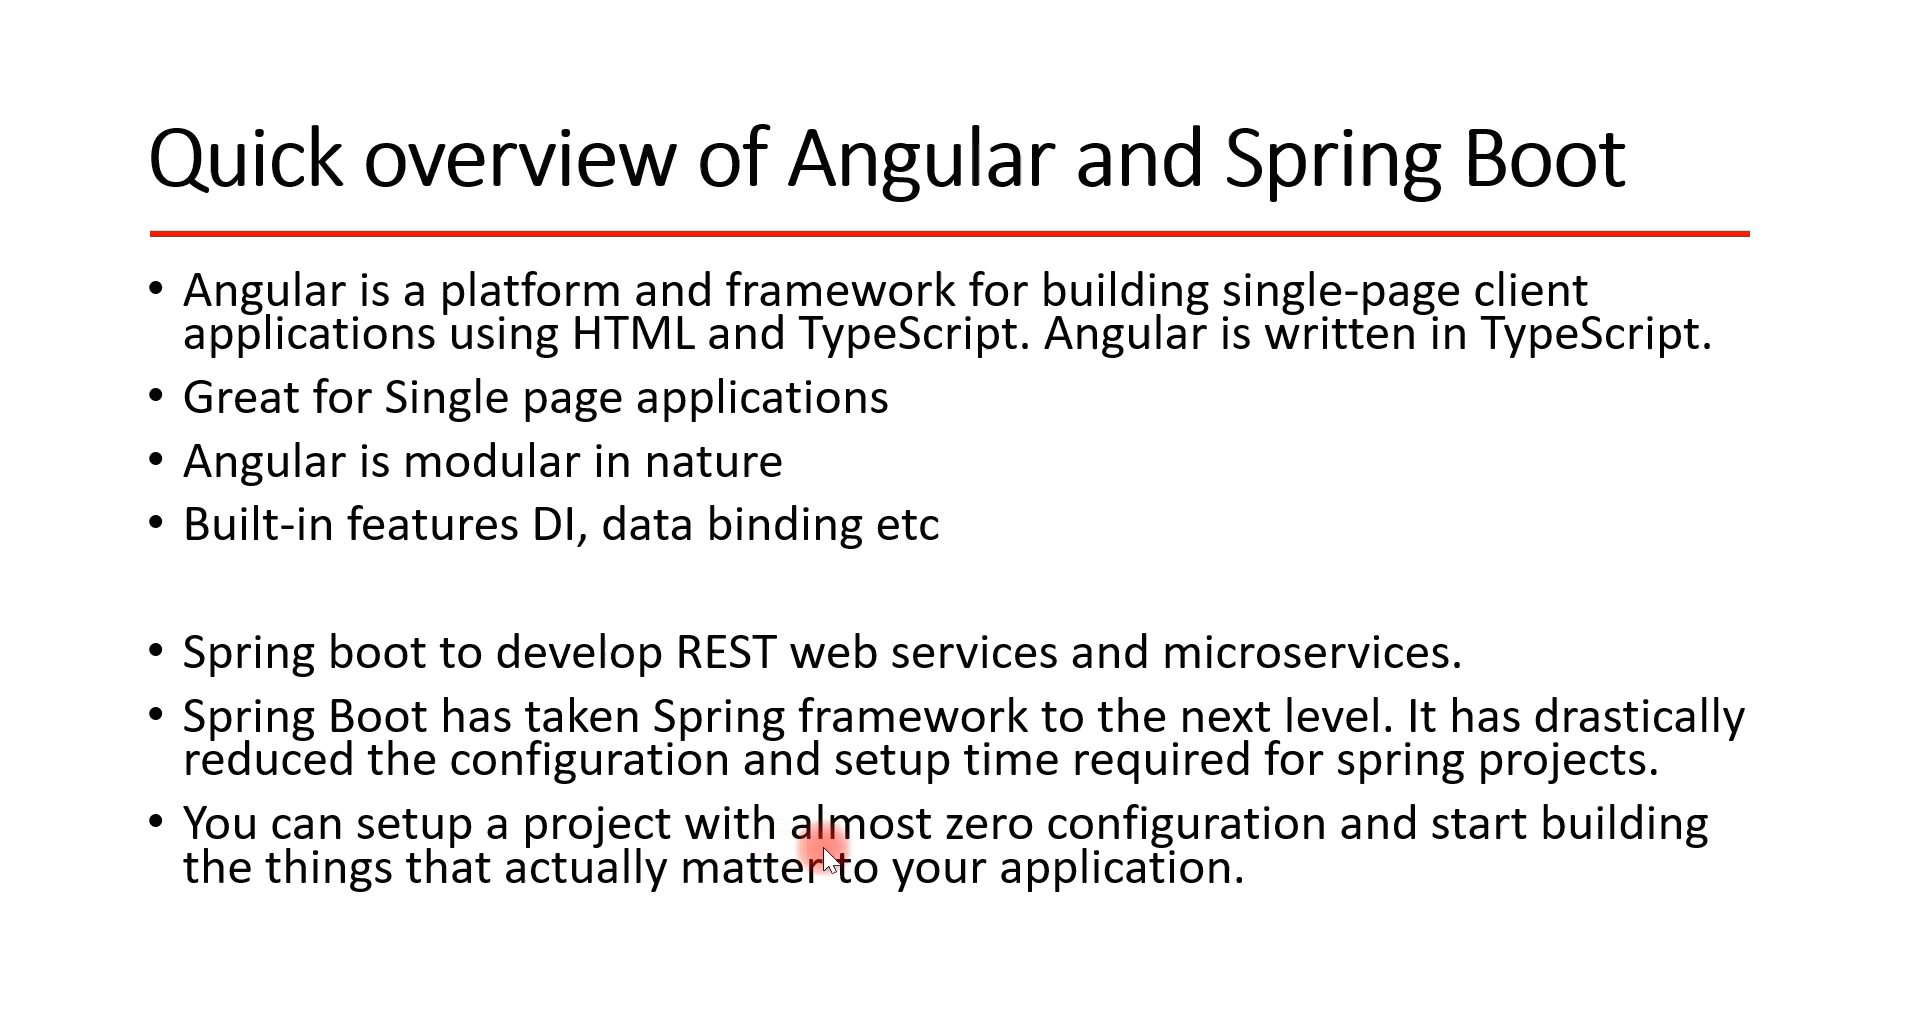 Quick overview of Angular and Spring Boot
• Angular is a platform and framework for building single-page client
applications using HTML and TypeScript. Angular is written in TypeScript.
• Great for Single page applications
• Angular is modular in nature
• Built-in features DI, data binding etc
• Spring boot to develop REST web services and microservices.
• Spring Boot has taken Spring framework to the next level. It has drastically
reduced the configuration and setup time required for spring projects.
• You can setup a project with almost zero configuration and start building
the things that actually matter to your application.